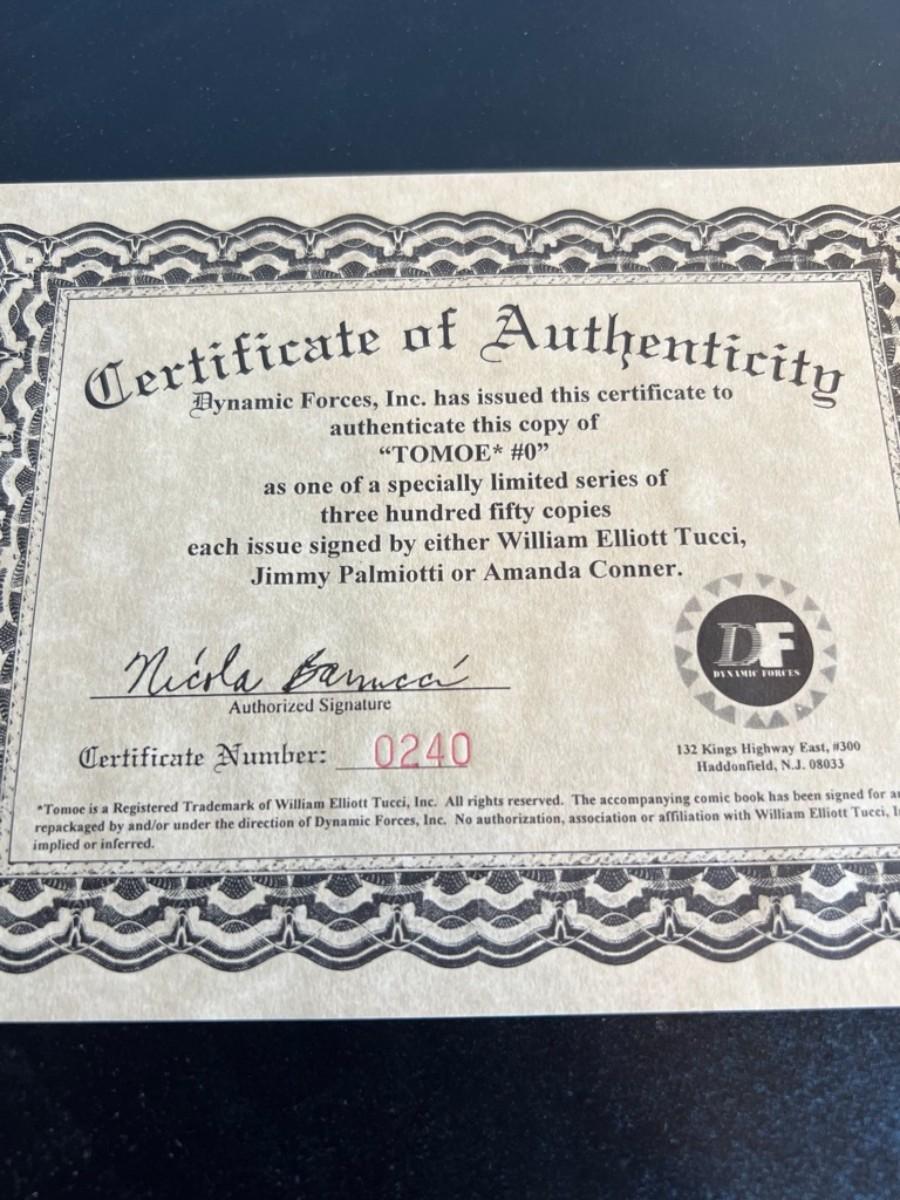 Certificate of Authenticity
Dynamic Forces, Inc. has issued this certificate to
authenticate this copy of
“TOMOE* #0”
as one of a specially limited series of
three hundred fifty copies
each issue signed by either William Elliott Tucci,
Jimmy Palmiotti or Amanda Conner.
Nicola Barrucci
Authorized Signature
DF
DYNAMIC FORCES
Certificate Number: 0240
132 Kings Highway East, #300
Haddonfield, N.J. 08033
*Tomoe is a Registered Trademark of William Elliott Tucci, Inc. All rights reserved. The accompanying comic book has been signed for
repackaged by and/or under the direction of Dynamic Forces, Inc. No authorization, association or affiliation with William Elliott Tucci,
implied or inferred.